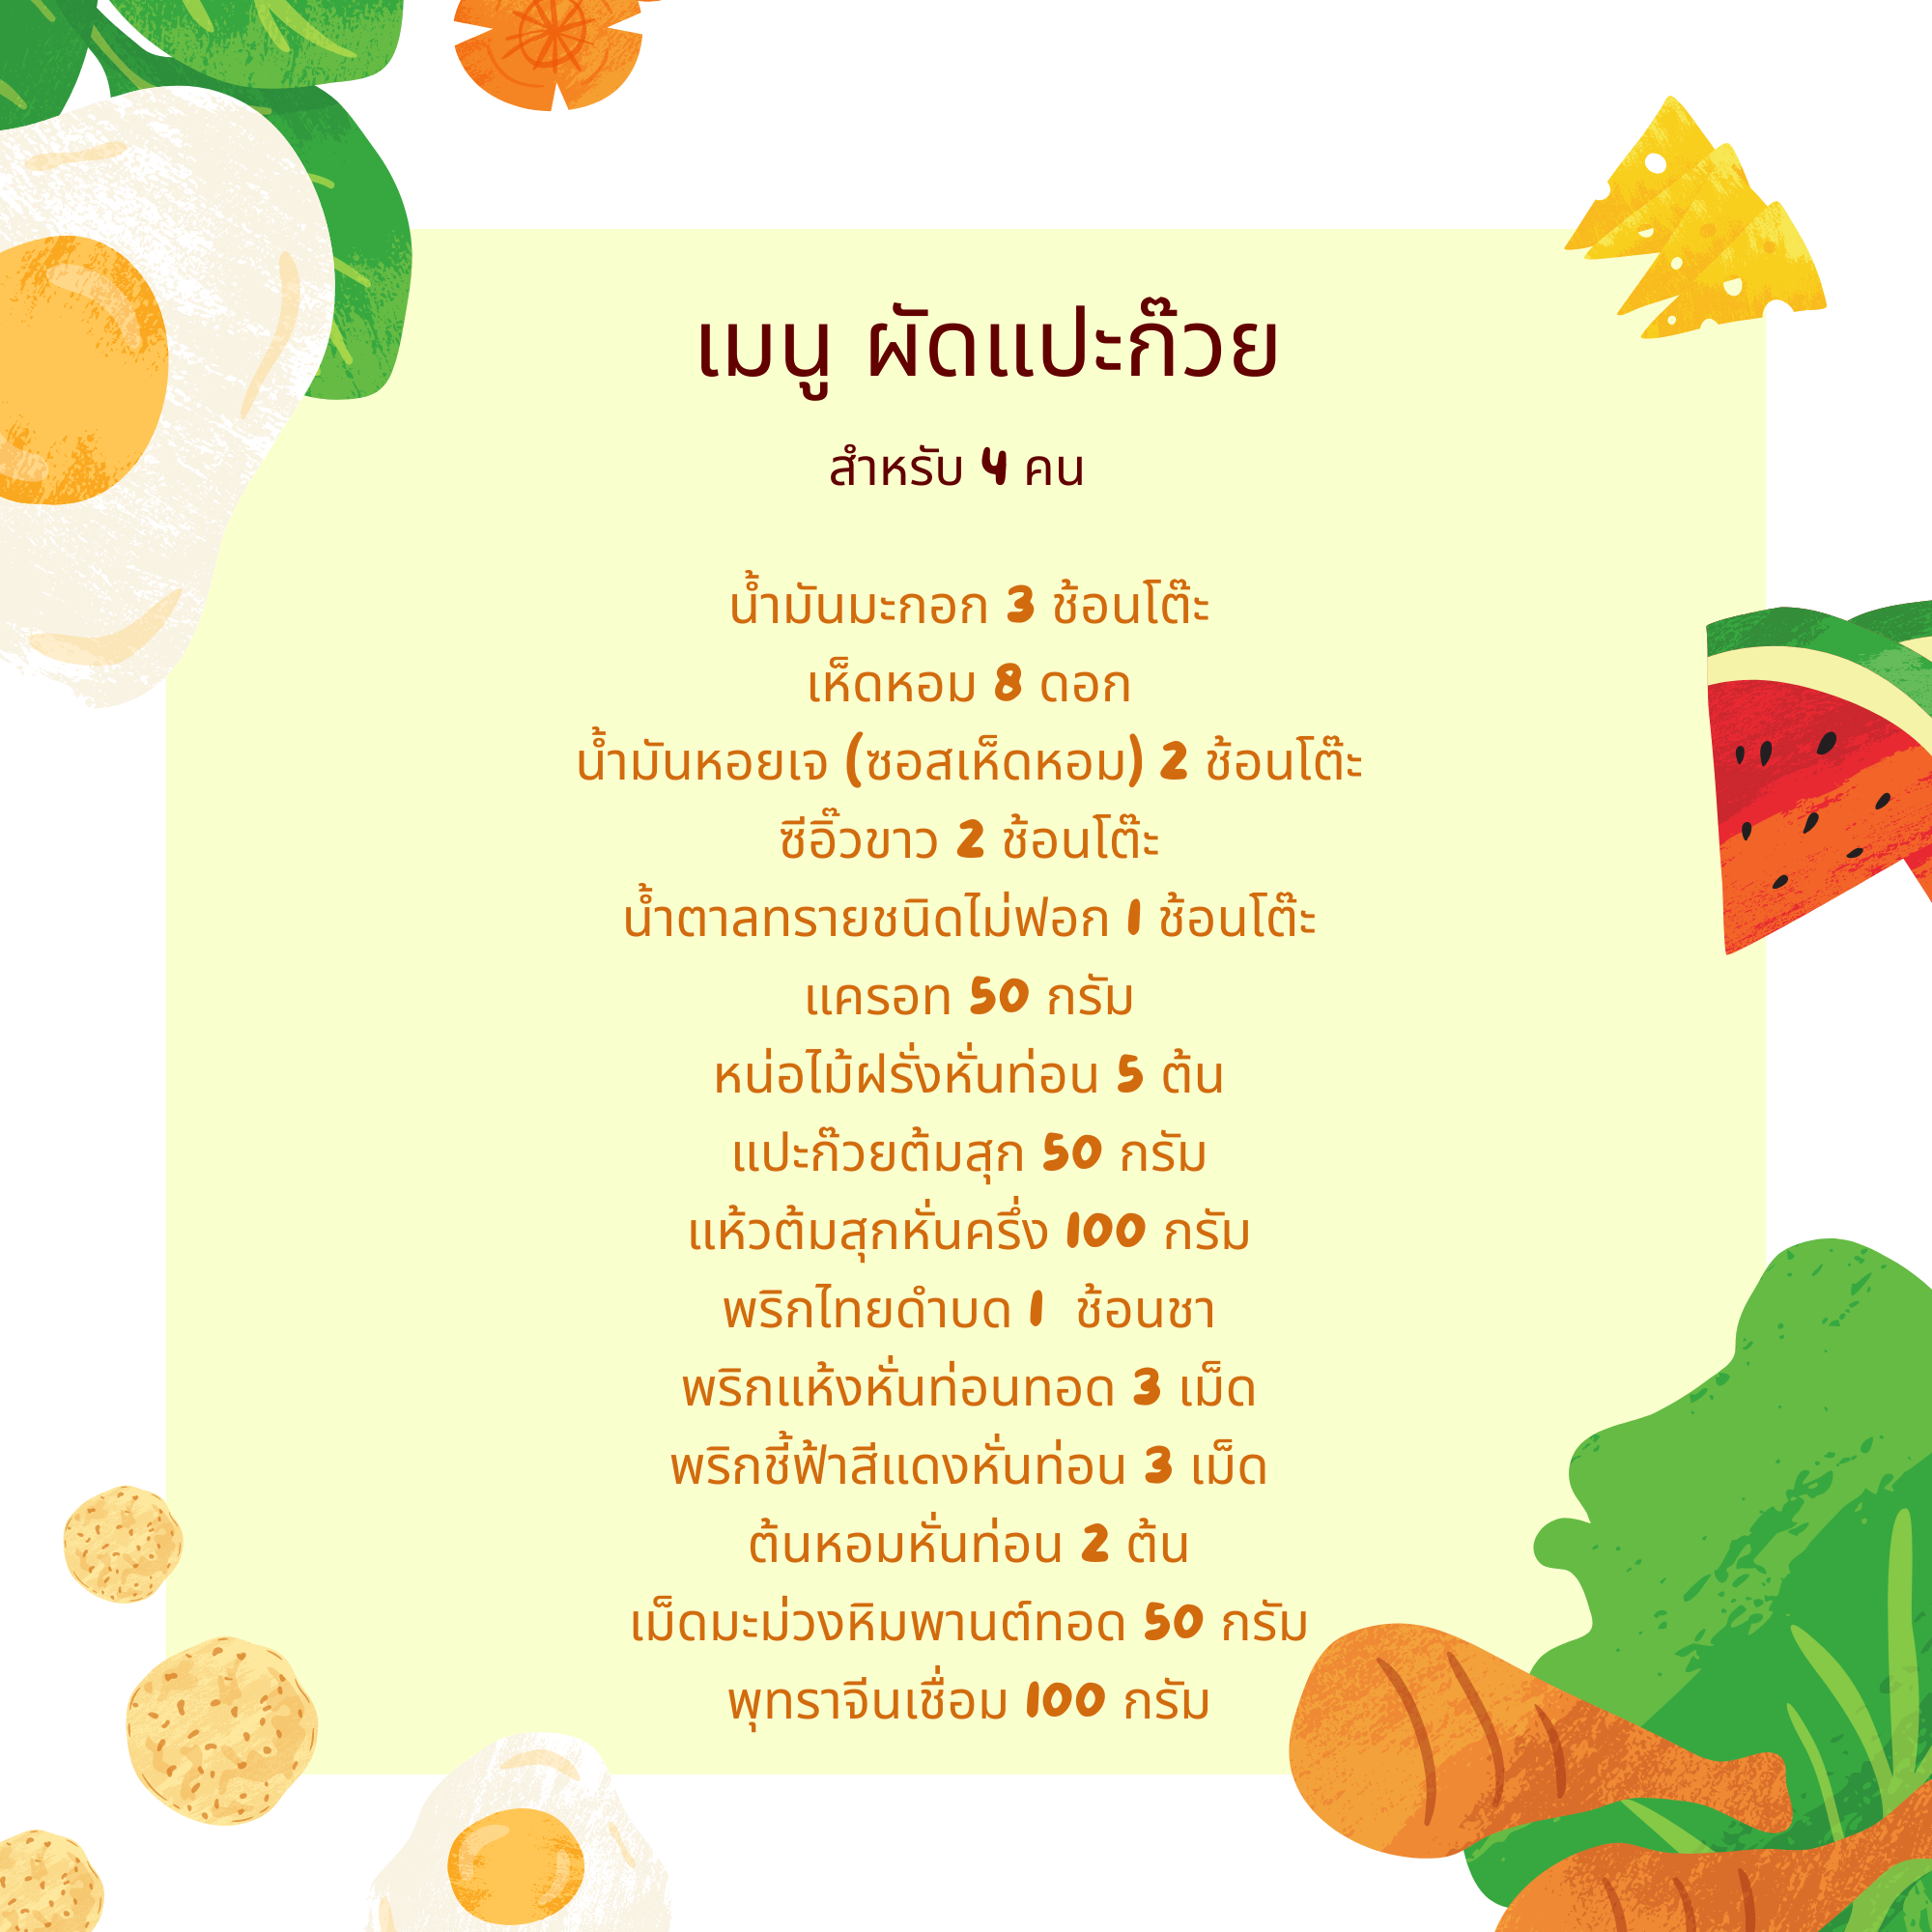 เมนู ผัดแปะก๊วย
สำหรับ 4 คน
น้ำมันมะกอก 3 ช้อนโต๊ะ
เห็ดหอม 8 ดอก
น้ำมันหอยเจ (ซอสเห็ดหอม) 2 ช้อนโต๊ะ
ซีอิ๊วขาว 2 ช้อนโต๊ะ
น้ำตาลทรายชนิดไม่ฟอก 1 ช้อนโต๊ะ
แครอท 50 กรัม
หน่อไม้ฝรั่งหั่นท่อน 5 ต้น
แปะก๊วยต้มสุก 50 กรัม
แห้วต้มสุกหั่นครึ่ง 100 กรัม
พริกไทยดำบด 1 ช้อนชา
พริกแห้งหั่นท่อนทอด 3 เม็ด
พริกชี้ฟ้าสีแดงหั่นท่อน 3 เม็ด
ต้นหอมหั่นท่อน 2 ต้น
เม็ดมะม่วงหิมพานต์ทอด 50 กรัม
พุทราจีนเชื่อม 100 กรัม